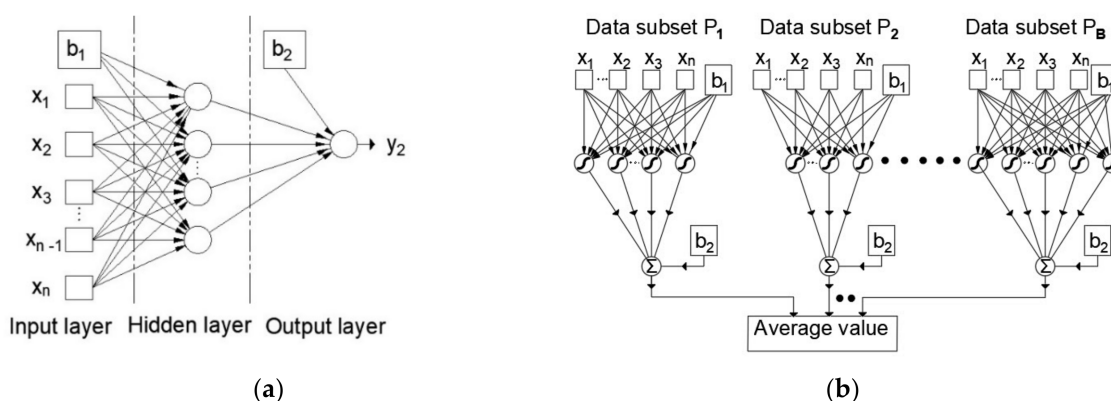 b1
b2
x1
x2
x3
xn-1
xn
y2
Input layer
Hidden layer
Output layer
(a)
Data subset P1
Data subset P2
Data subset PB
x1 x2 x3 xn
b1
x1 x2 x3 xn
b1
x1 x2 x3 xn
b1
b2
b2
b2
Σ
Σ
Σ
Average value
(b)